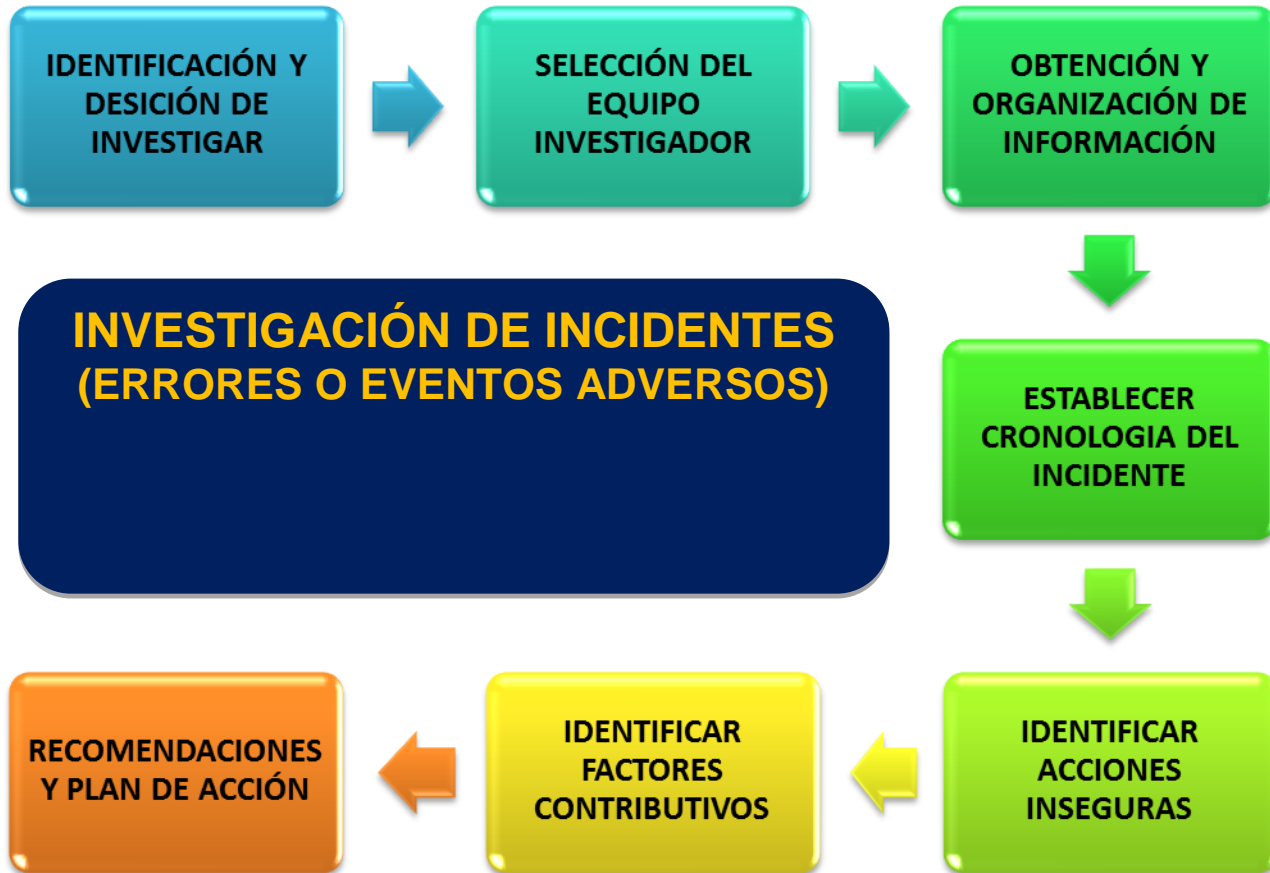 IDENTIFICACIÓN Y
DESICIÓN DE
INVESTIGAR
SELECCIÓN DEL
EQUIPO
INVESTIGADOR
OBTENCIÓN Y
ORGANIZACIÓN DE
INFORMACIÓN
INVESTIGACIÓN DE INCIDENTES
(ERRORES O EVENTOS ADVERSOS)
ESTABLECER
CRONOLOGIA DEL
INCIDENTE
IDENTIFICAR
ACCIONES
INSEGURAS
IDENTIFICAR
FACTORES
CONTRIBUTIVOS
RECOMENDACIONES
Y PLAN DE ACCIÓN